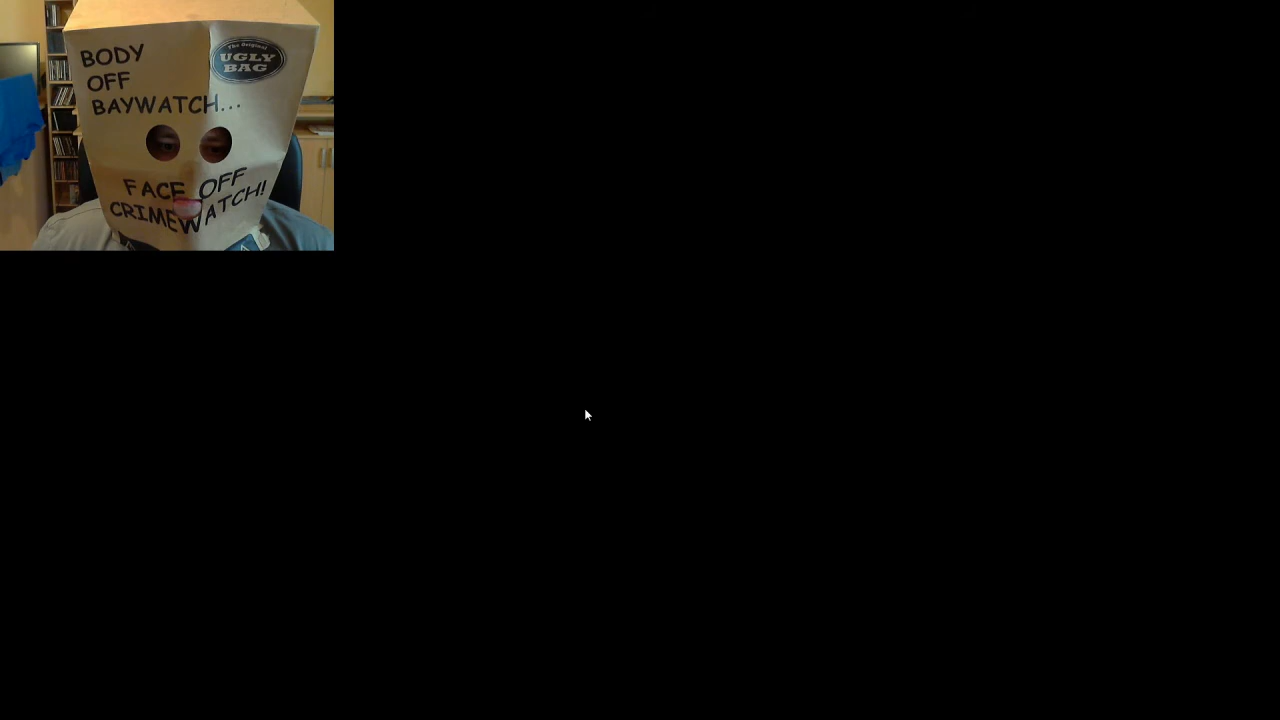 BODY
OFF
BAYWATCH...
The Original
UGLY
BAG
FACE OFF
CRIMEWATCH!